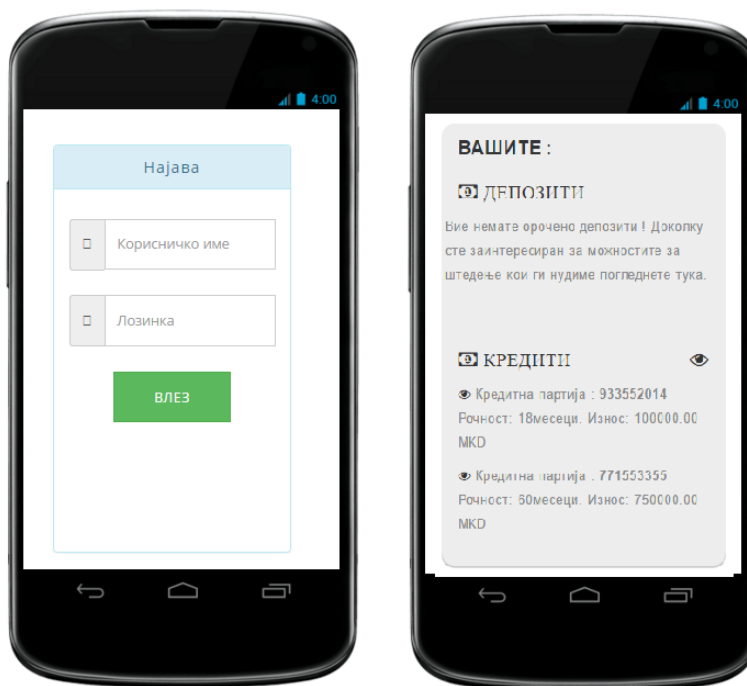 4:00
Најава
Корисничко име
Лозинка
ВЛЕЗ
4:00
ВАШИТЕ :
ДЕПОЗИТИ
Вие немате орочено депозити ! Доколку
сте заинтересиран за можностите за
штедење кои ги нудиме погледнете тука.
КРЕДИТИ
Кредитна партија : 933552014
Рочност: 18месеци. Износ: 100000.00
MKD
Кредитна партија : 771553355
Рочност: 60месеци. Износ: 750000.00
MKD